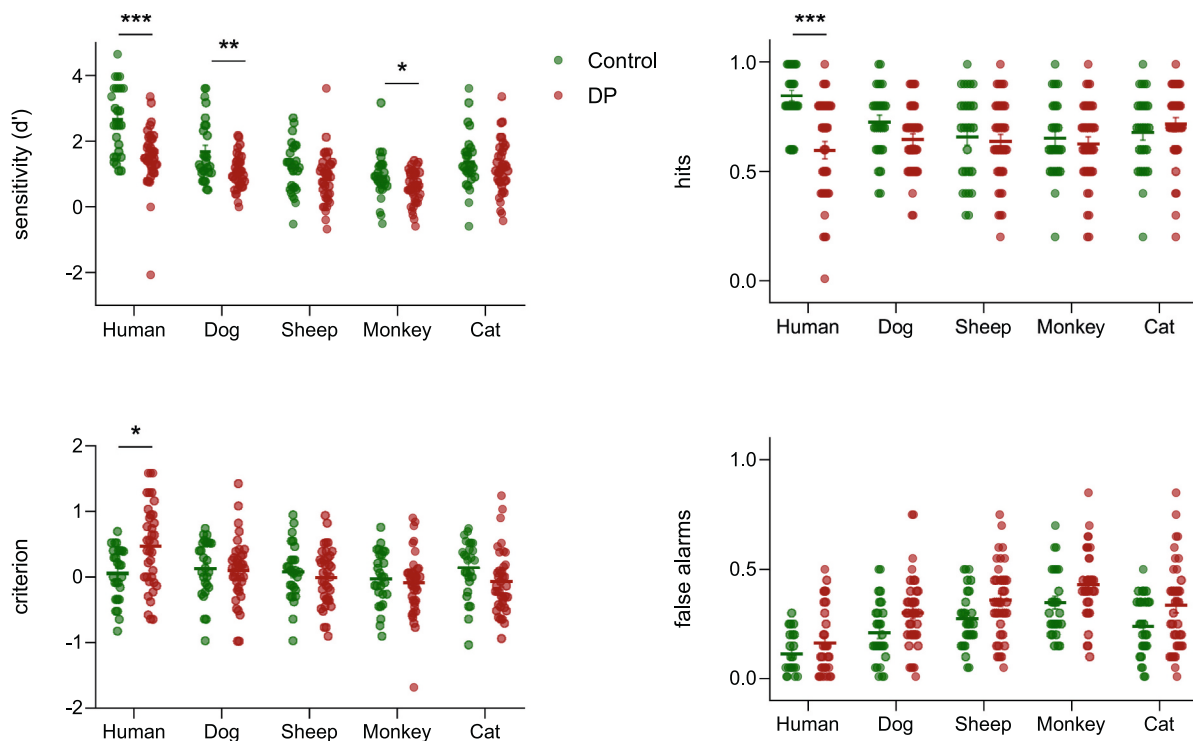 ***
**
*
sensitivity (d')
4
2
0
-2
Human Dog Sheep Monkey Cat
Control
DP
***
hits
1.0
0.5
0.0
Human Dog Sheep Monkey Cat
*
criterion
2
1
0
-1
-2
Human Dog Sheep Monkey Cat
false alarms
1.0
0.5
0.0
Human Dog Sheep Monkey Cat